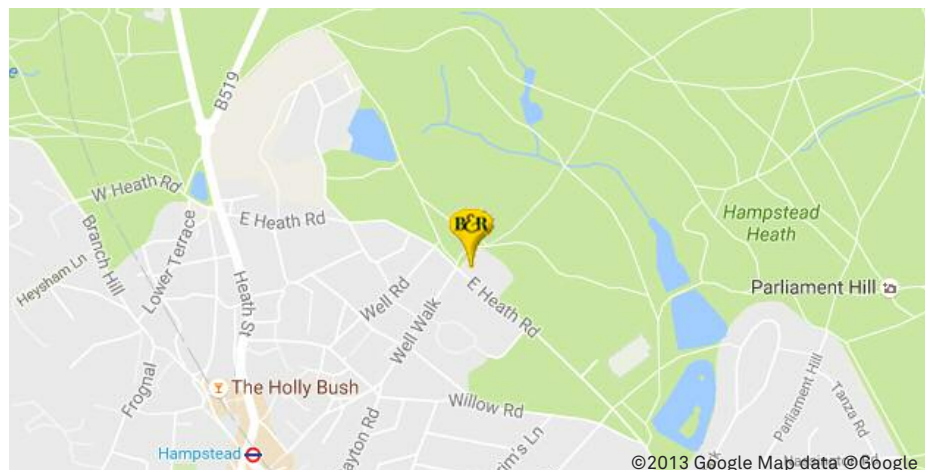 B519
W Heath Rd
E Heath Rd
B&R
Hampstead
Heath
Branch Hill
Lower Terrace
Heysham Ln
Heath St
Well Rd
Well Walk
E Heath Rd
Parliament Hill
Frognal
The Holly Bush
Willow Rd
Parliament Hill
Tanza Rd
Hampstead
©2013 Google Map data ©Google